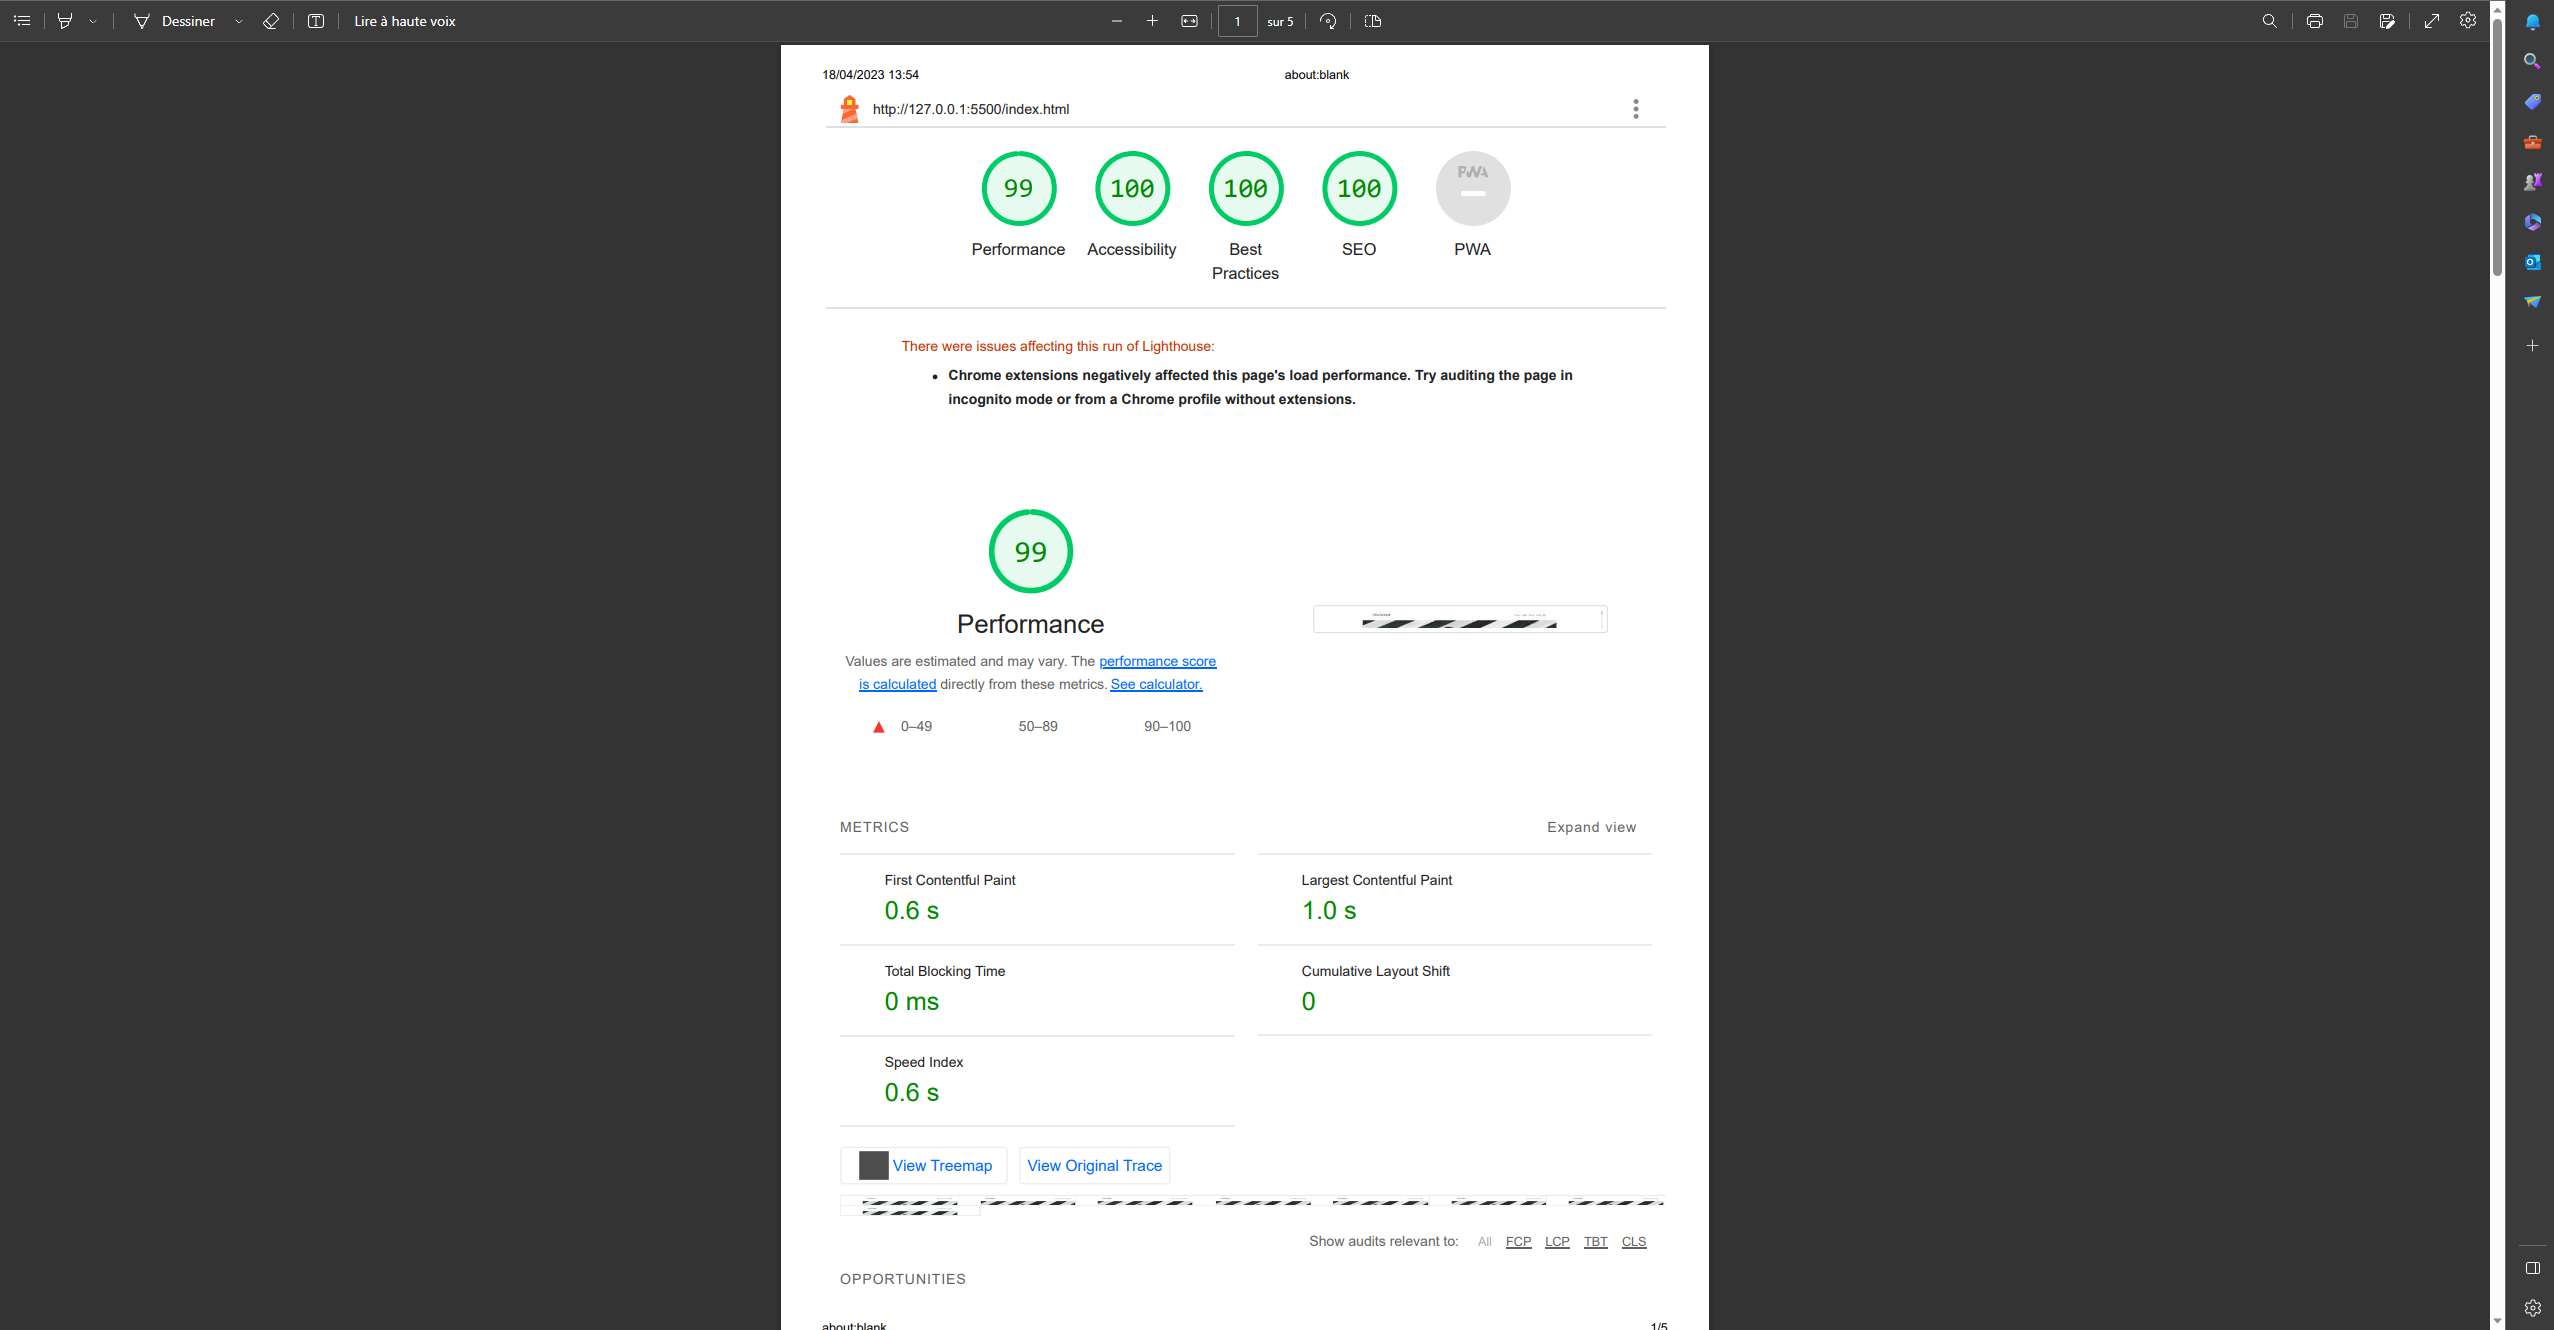 Dessiner
Lire à haute voix
1
sur 5
18/04/2023 13:54
about:blank
http://127.0.0.1:5500/index.html
99
100
100
100
PWA
Performance
Accessibility
Best
Practices
SEO
PWA
There were issues affecting this run of Lighthouse:
• Chrome extensions negatively affected this page's load performance. Try auditing the page in
incognito mode or from a Chrome profile without extensions.
99
Performance
Values are estimated and may vary. The performance score
is calculated directly from these metrics. See calculator.
0–49
50–89
90–100
METRICS
Expand view
First Contentful Paint
0.6 s
Largest Contentful Paint
1.0 s
Total Blocking Time
0 ms
Cumulative Layout Shift
0
Speed Index
0.6 s
View Treemap
View Original Trace
Show audits relevant to: All FCP LCP TBT CLS
OPPORTUNITIES
about:blank
1/5